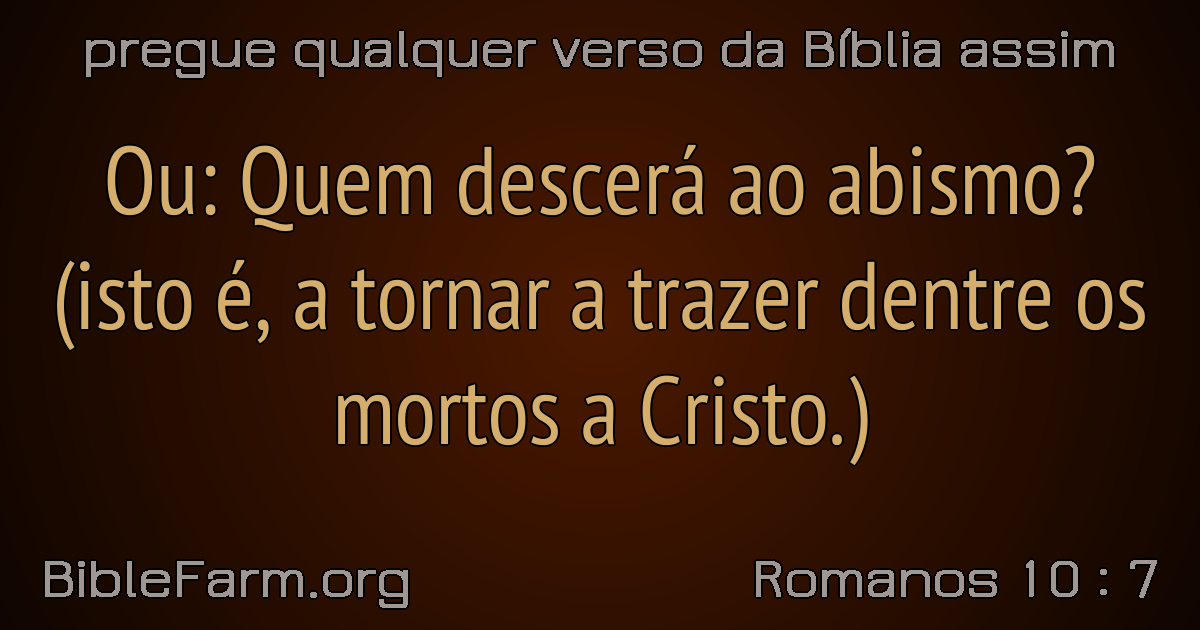 pregue qualquer verso da Bíblia assim
Ou: Quem descerá ao abismo?
(isto é, a tornar a trazer dentre os
mortos a Cristo.)
BibleFarm.org
Romanos 10 : 7